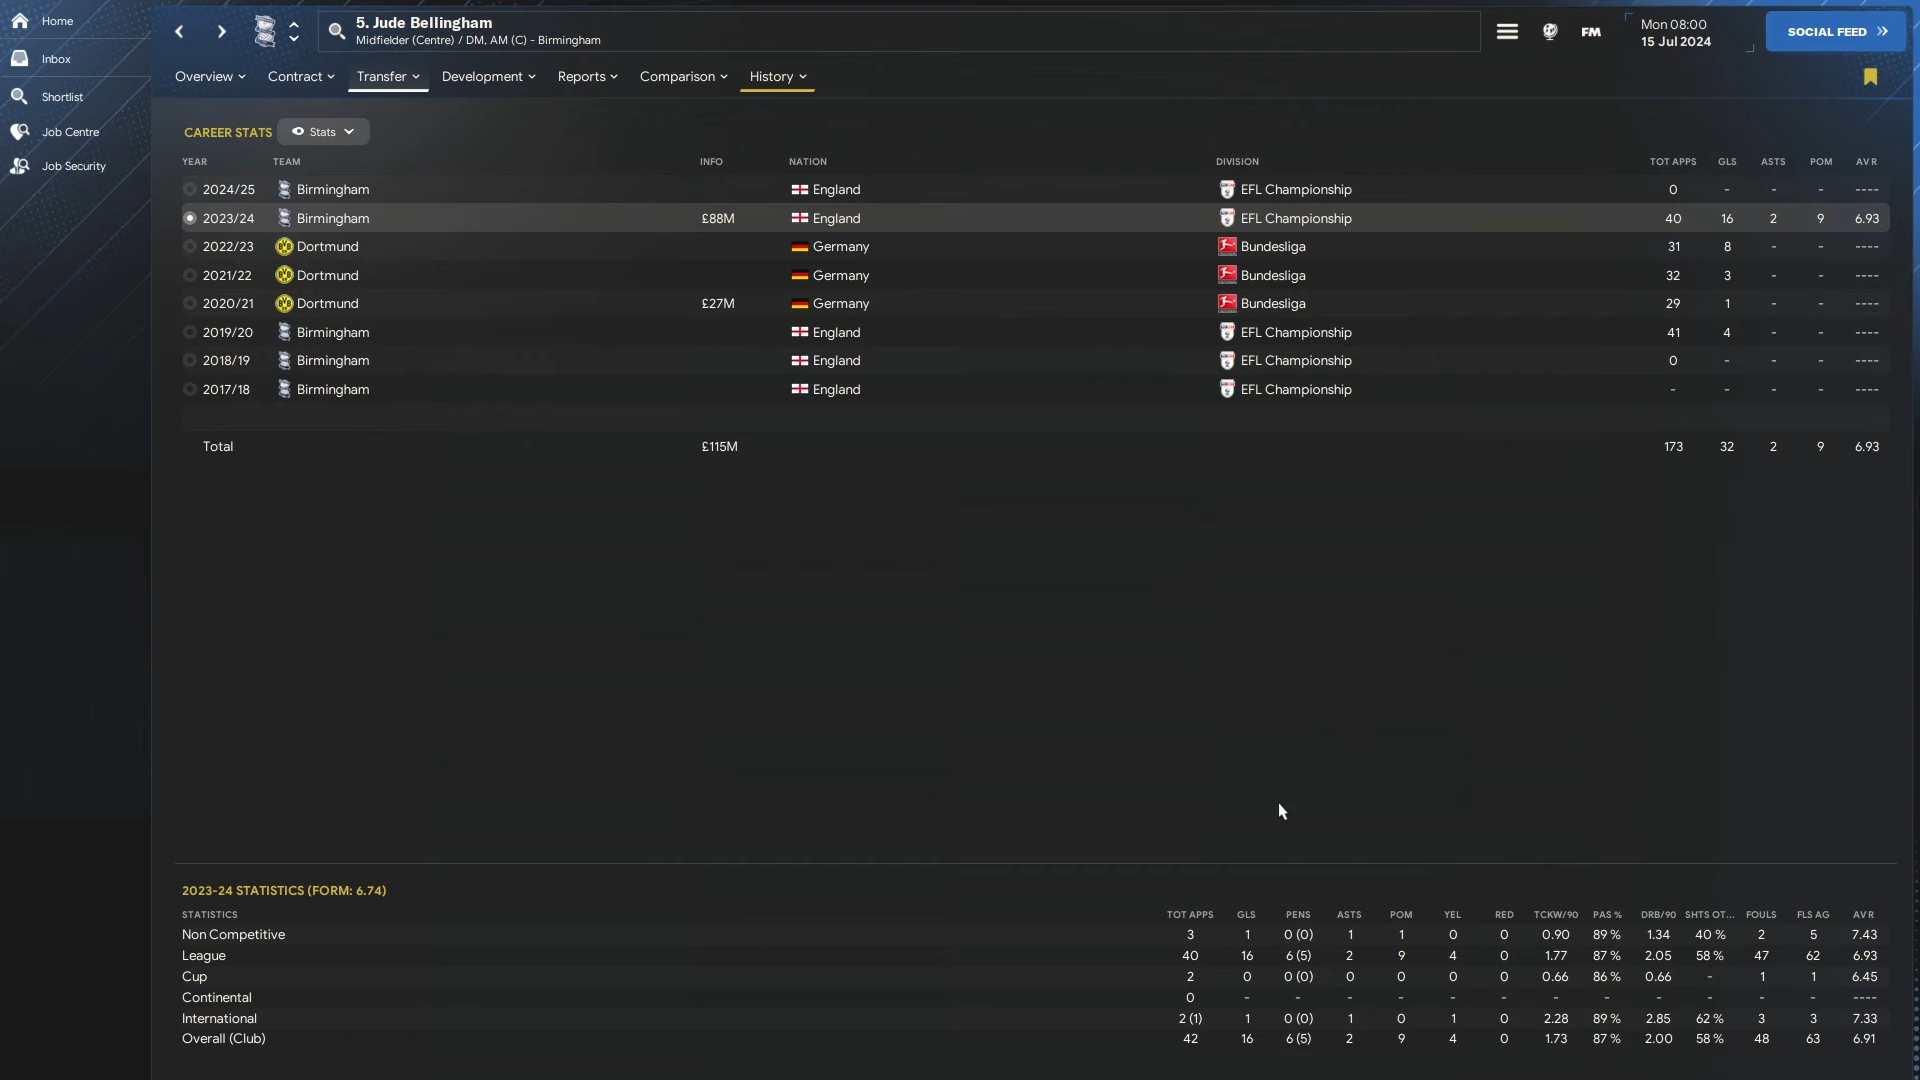 Home
Inbox
Shortlist
Job Centre
Job Security
5. Jude Bellingham
Midfielder (Centre) / DM, AM (C) - Birmingham
FM
Mon 08:00
15 Jul 2024
SOCIAL FEED
Overview Contract Transfer Development Reports Comparison History
CAREER STATS Stats
YEAR TEAM INFO NATION DIVISION TOT APPS GLS ASTS POM AV R
2024/25 Birmingham England EFL Championship 0 - - - ----
2023/24 Birmingham £88M England EFL Championship 40 16 2 9 6.93
2022/23 Dortmund Germany Bundesliga 31 8 - - ----
2021/22 Dortmund Germany Bundesliga 32 3 - - ----
2020/21 Dortmund £27M Germany Bundesliga 29 1 - - ----
2019/20 Birmingham England EFL Championship 41 4 - - ----
2018/19 Birmingham England EFL Championship 0 - - - ----
2017/18 Birmingham England EFL Championship - - - - ----
Total £115M 173 32 2 9 6.93
2023-24 STATISTICS (FORM: 6.74)
STATISTICS TOT APPS GLS PENS ASTS POM YEL RED TCKW/90 PAS % DRB/90 SHTS OT... FOULS FLS AG AV R
Non Competitive 3 1 0 (0) 1 1 0 0 0.90 89 % 1.34 40 % 2 5 7.43
League 40 16 6 (5) 2 9 4 0 1.77 87 % 2.05 58 % 47 62 6.93
Cup 2 0 0 (0) 0 0 0 0 0.66 86 % 0.66 - 1 1 6.45
Continental 0 - - - - - - - - - - - - ----
International 2 (1) 1 0 (0) 1 0 1 0 2.28 89 % 2.85 62 % 3 3 7.33
Overall (Club) 42 16 6 (5) 2 9 4 0 1.73 87 % 2.00 58 % 48 63 6.91